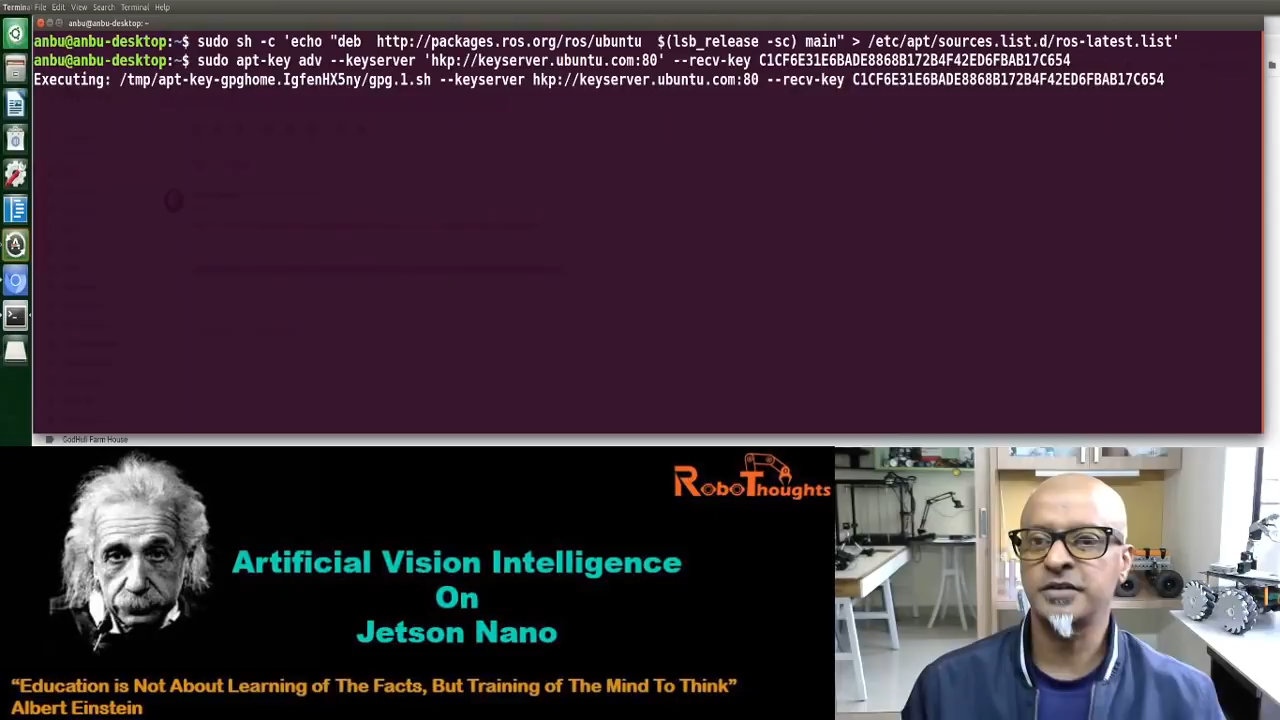 Terminal File Edit View Search Terminal Help
anbu@anbu-desktop: ~
anbu@anbu-desktop:~$ sudo sh -c 'echo "deb  http://packages.ros.org/ros/ubuntu  $(lsb_release -sc) main" > /etc/apt/sources.list.d/ros-latest.list'
anbu@anbu-desktop:~$ sudo apt-key adv --keyserver 'hkp://keyserver.ubuntu.com:80' --recv-key C1CF6E31E6BADE8868B172B4F42ED6FBAB17C654
Executing: /tmp/apt-key-gpghome.IgfenHX5ny/gpg.1.sh --keyserver hkp://keyserver.ubuntu.com:80 --recv-key C1CF6E31E6BADE8868B172B4F42ED6FBAB17C654
GodHuli Farm House
RoboThoughts
Artificial Vision Intelligence
On
Jetson Nano
“Education is Not About Learning of The Facts, But Training of The Mind To Think”
Albert Einstein